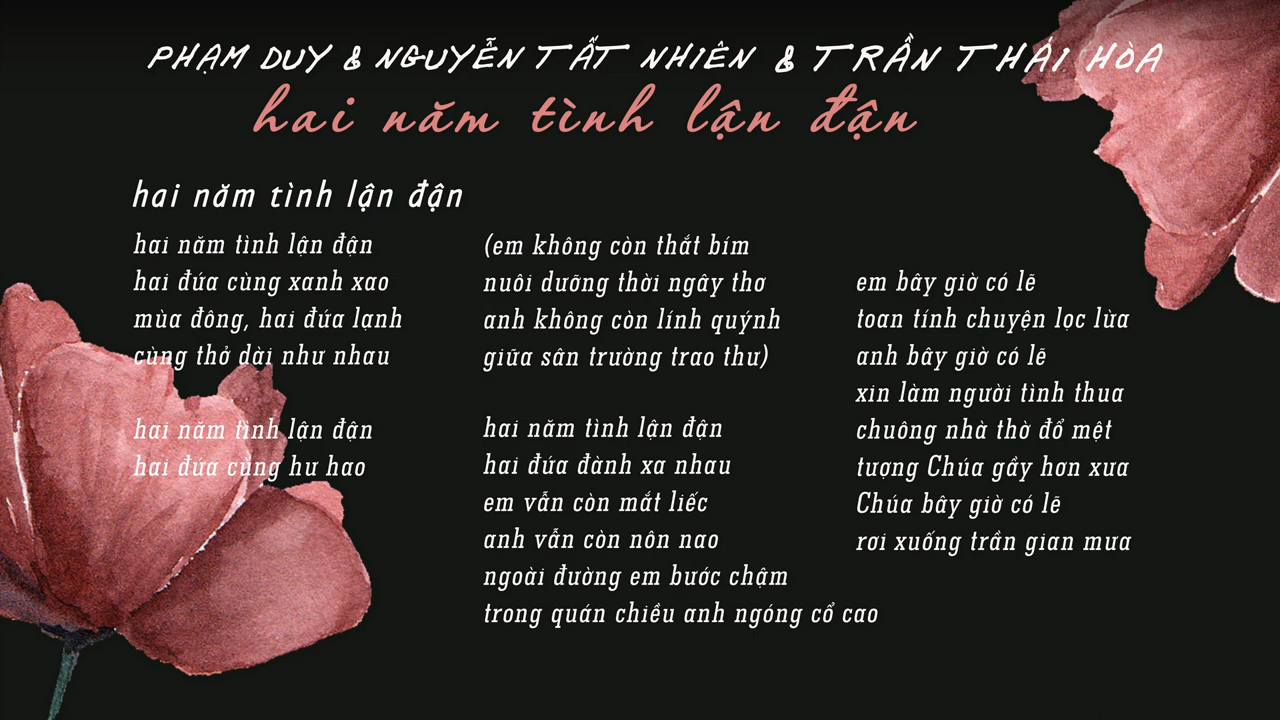 PHẠM DUY & NGUYỄN TẤT NHIÊN & TRẦN THÁI HÒA
hai năm tình lận đận
hai năm tình lận đận
hai năm tình lận đận
hai đứa cùng xanh xao
mùa đông, hai đứa lạnh
cùng thở dài như nhau
hai năm tình lận đận
hai đứa cùng hư hao
(em không còn thắt bím
nuôi dưỡng thời ngây thơ
anh không còn lính quýnh
giữa sân trường trao thư)
hai năm tình lận đận
hai đứa đành xa nhau
em vẫn còn mắt liếc
anh vẫn còn nôn nao
ngoài đường em bước chậm
trong quán chiều anh ngóng cổ cao
em bây giờ có lẽ
toan tính chuyện lọc lừa
anh bây giờ có lẽ
xin làm người tình thua
chuông nhà thờ đổ mệt
tượng Chúa gầy hơn xưa
Chúa bây giờ có lẽ
rơi xuống trần gian mưa